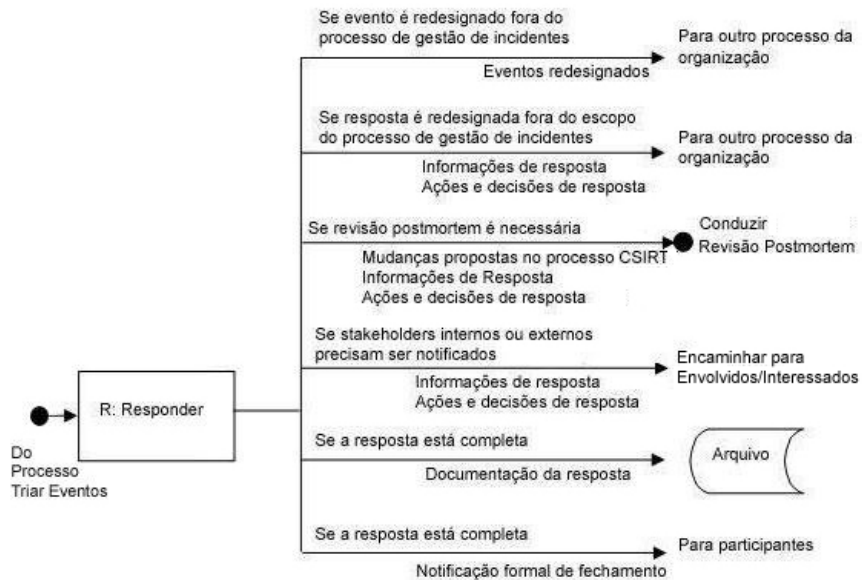 Se evento é redesignado fora do
processo de gestão de incidentes
Eventos redesignados
Para outro processo da
organização
Se resposta é redesignada fora do escopo
do processo de gestão de incidentes
Informações de resposta
Ações e decisões de resposta
Para outro processo da
organização
Se revisão postmortem é necessária
Mudanças propostas no processo CSIRT
Informações de Resposta
Ações e decisões de resposta
Conduzir
Revisão Postmortem
Se stakeholders internos ou externos
precisam ser notificados
Informações de resposta
Ações e decisões de resposta
Encaminhar para
Envolvidos/Interessados
R: Responder
Do
Processo
Triar Eventos
Se a resposta está completa
Documentação da resposta
Arquivo
Se a resposta está completa
Notificação formal de fechamento
Para participantes